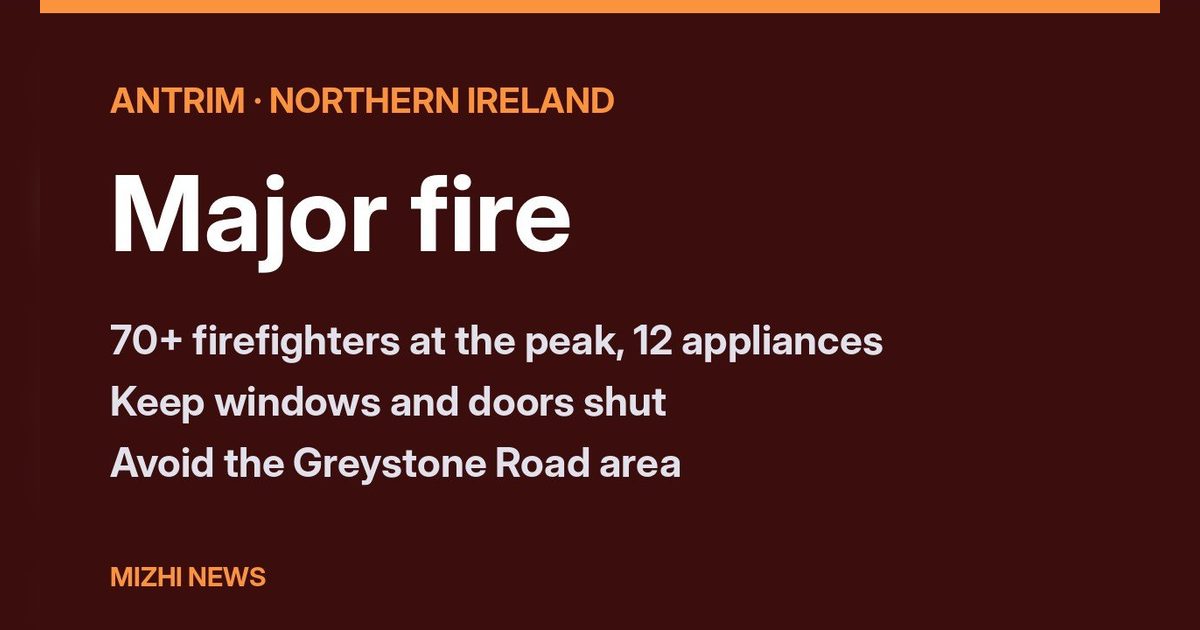 ANTRIM · NORTHERN IRELAND
Major fire
70+ firefighters at the peak, 12 appliances
Keep windows and doors shut
Avoid the Greystone Road area
MIZHI NEWS